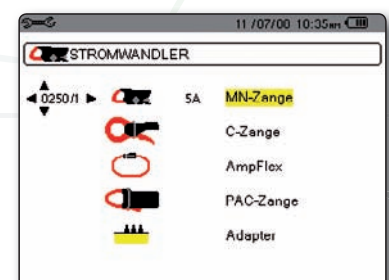 11 /07/00 10:35am
STROMWANDLER
0250/1 5A MN-Zange
C-Zange
AmpFlex
PAC-Zange
Adapter